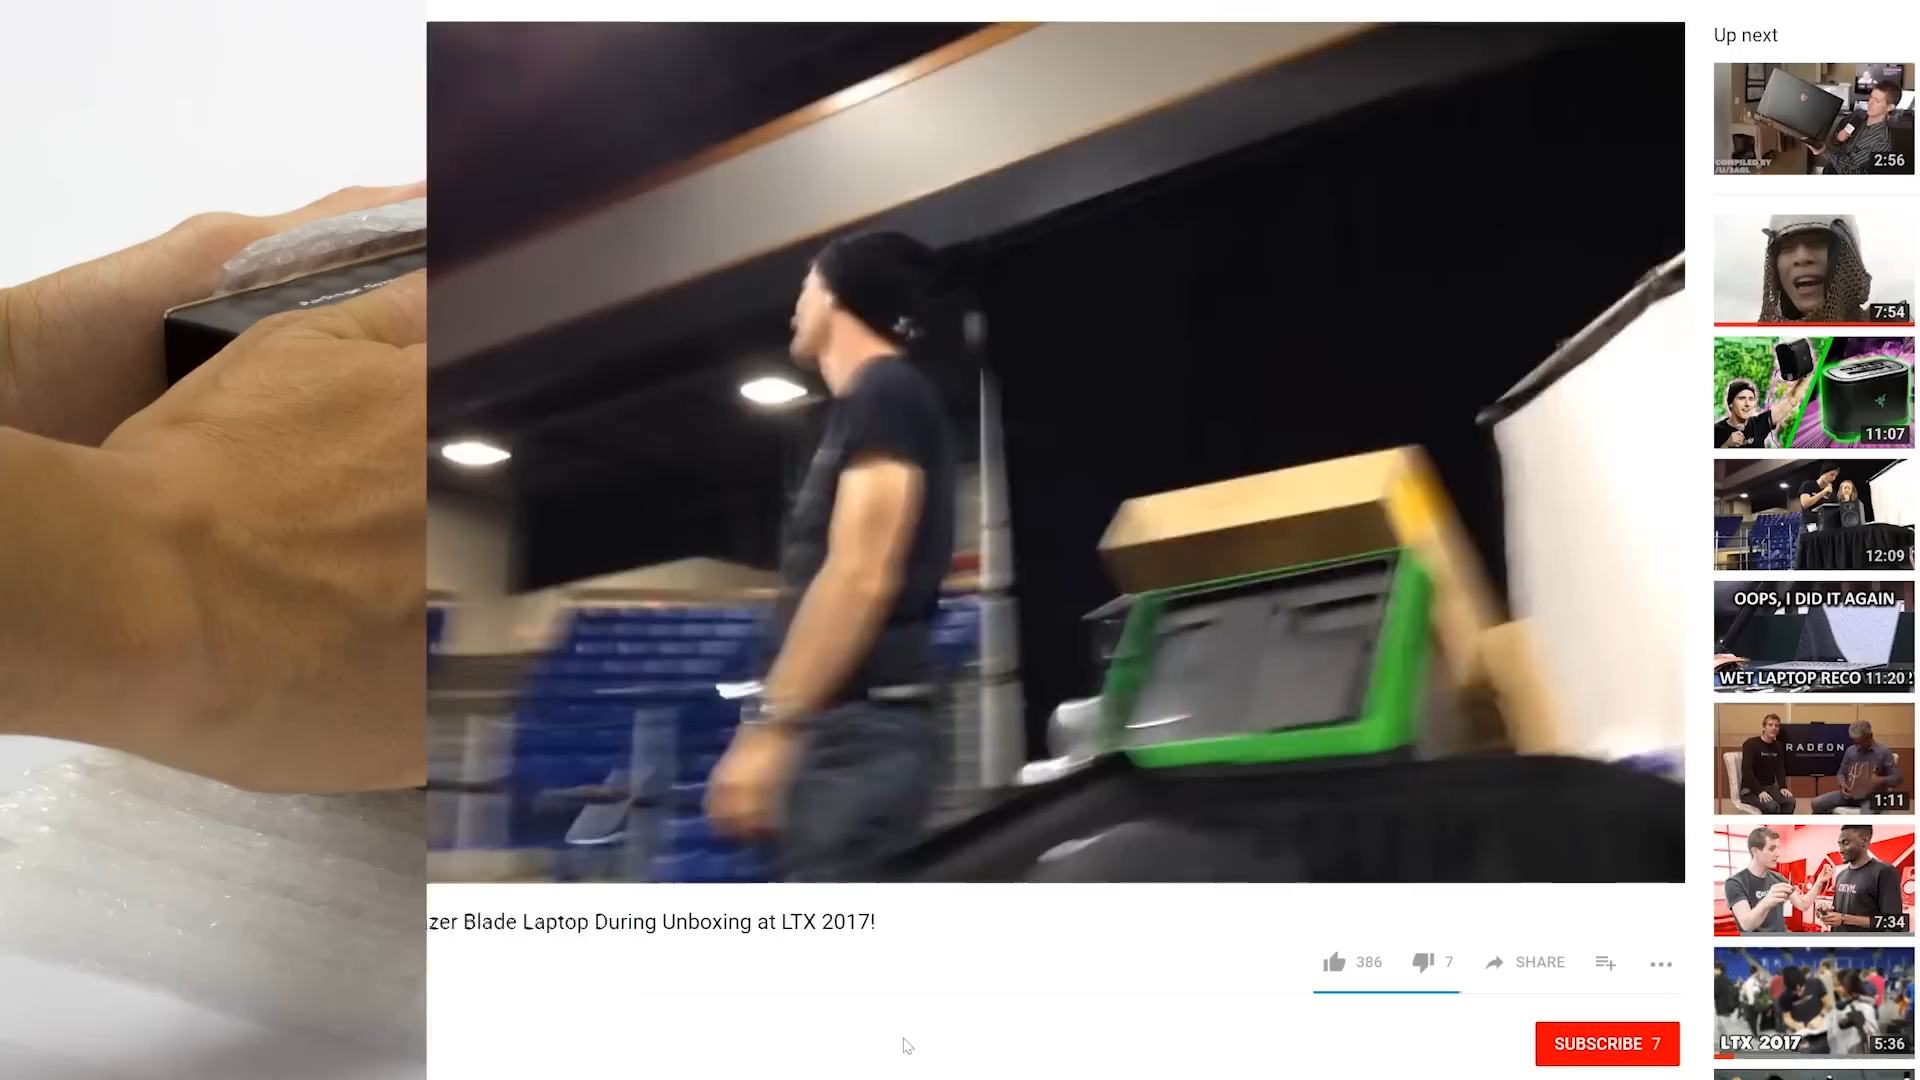 Up next
2:56
COMPILED BY
7:54
11:07
12:09
OOPS, I DID IT AGAIN
WET LAPTOP RECO
11:20
RADEON
1:11
7:34
LTX 2017
5:36
zer Blade Laptop During Unboxing at LTX 2017!
386
7
SHARE
SUBSCRIBE 7